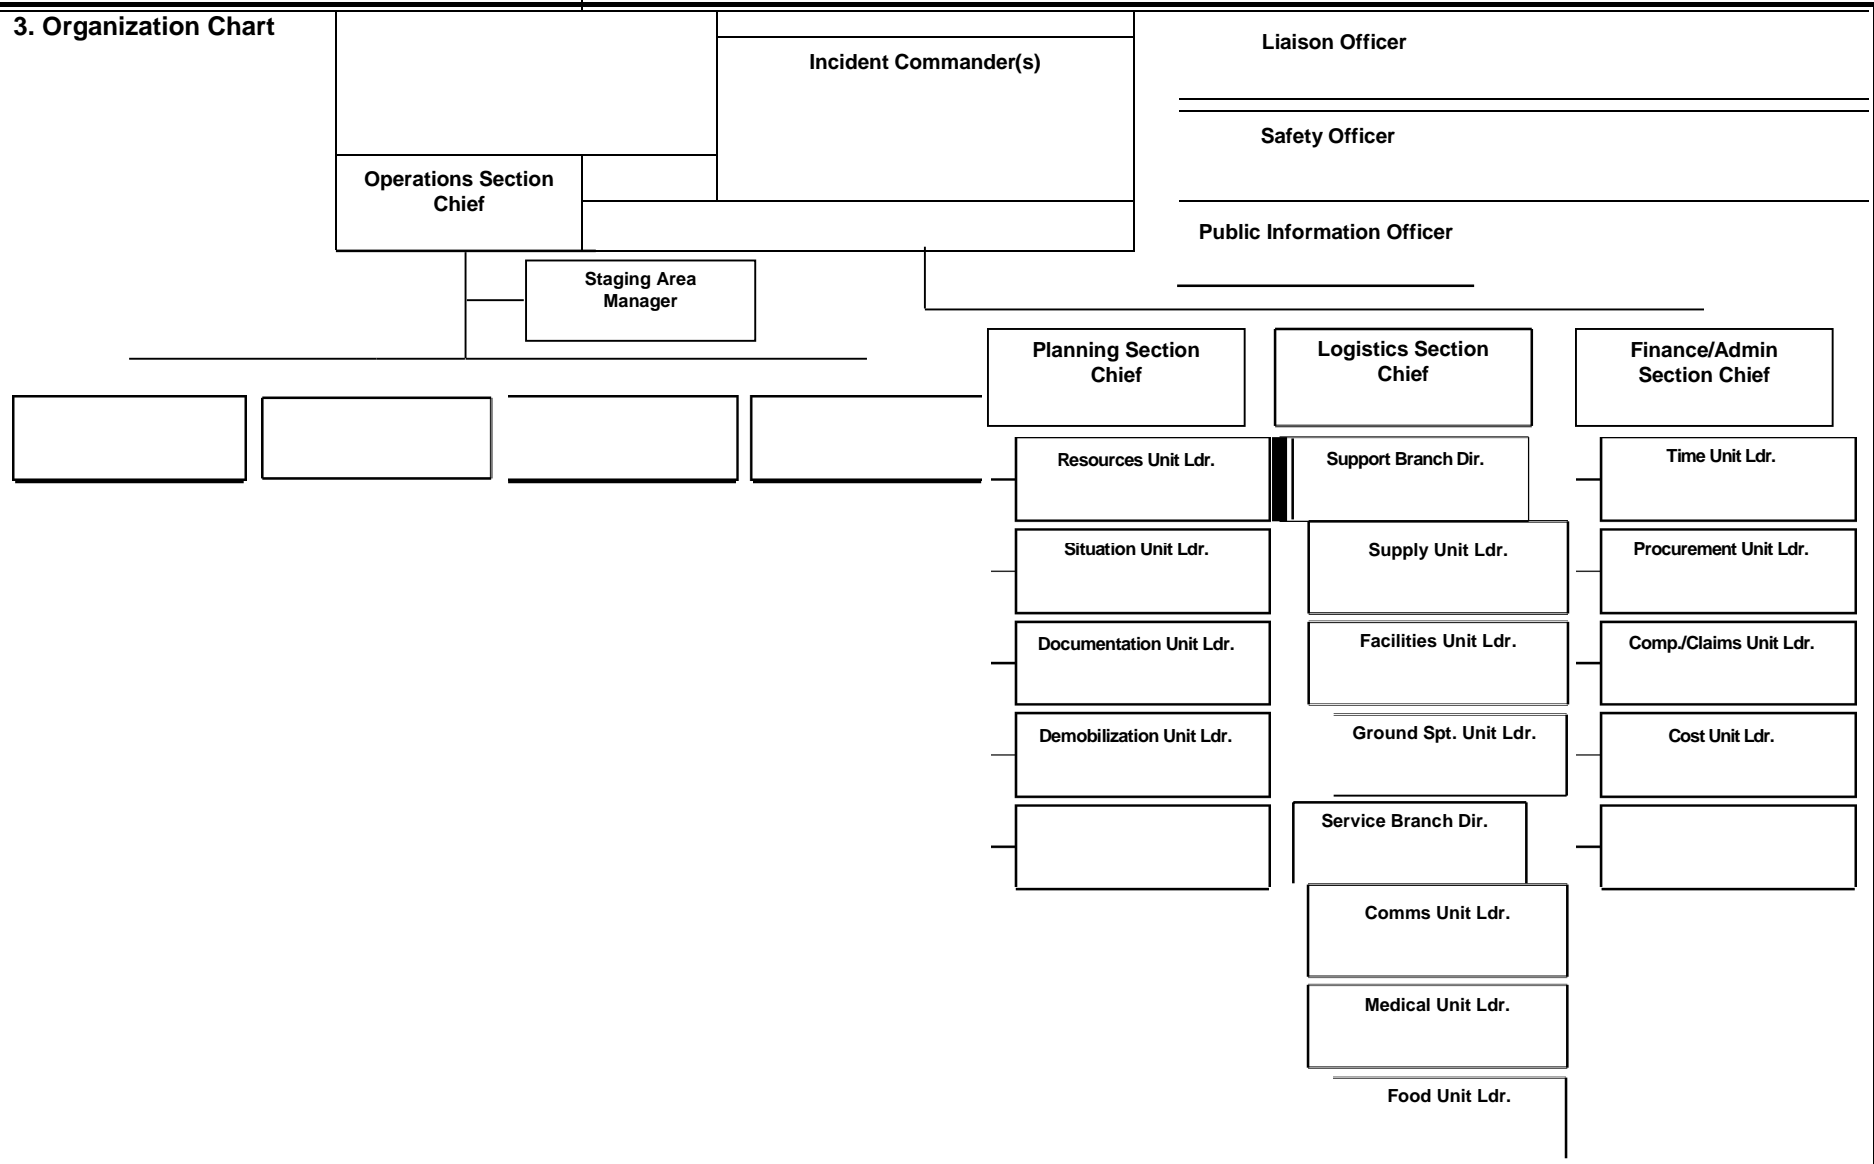 3. Organization Chart
Incident Commander(s)
Liaison Officer
Safety Officer
Operations Section
Chief
Public Information Officer
Staging Area
Manager
Planning Section
Chief
Logistics Section
Chief
Finance/Admin
Section Chief
Resources Unit Ldr.
Support Branch Dir.
Time Unit Ldr.
Situation Unit Ldr.
Supply Unit Ldr.
Procurement Unit Ldr.
Documentation Unit Ldr.
Facilities Unit Ldr.
Comp./Claims Unit Ldr.
Demobilization Unit Ldr.
Ground Spt. Unit Ldr.
Cost Unit Ldr.
Service Branch Dir.
Comms Unit Ldr.
Medical Unit Ldr.
Food Unit Ldr.